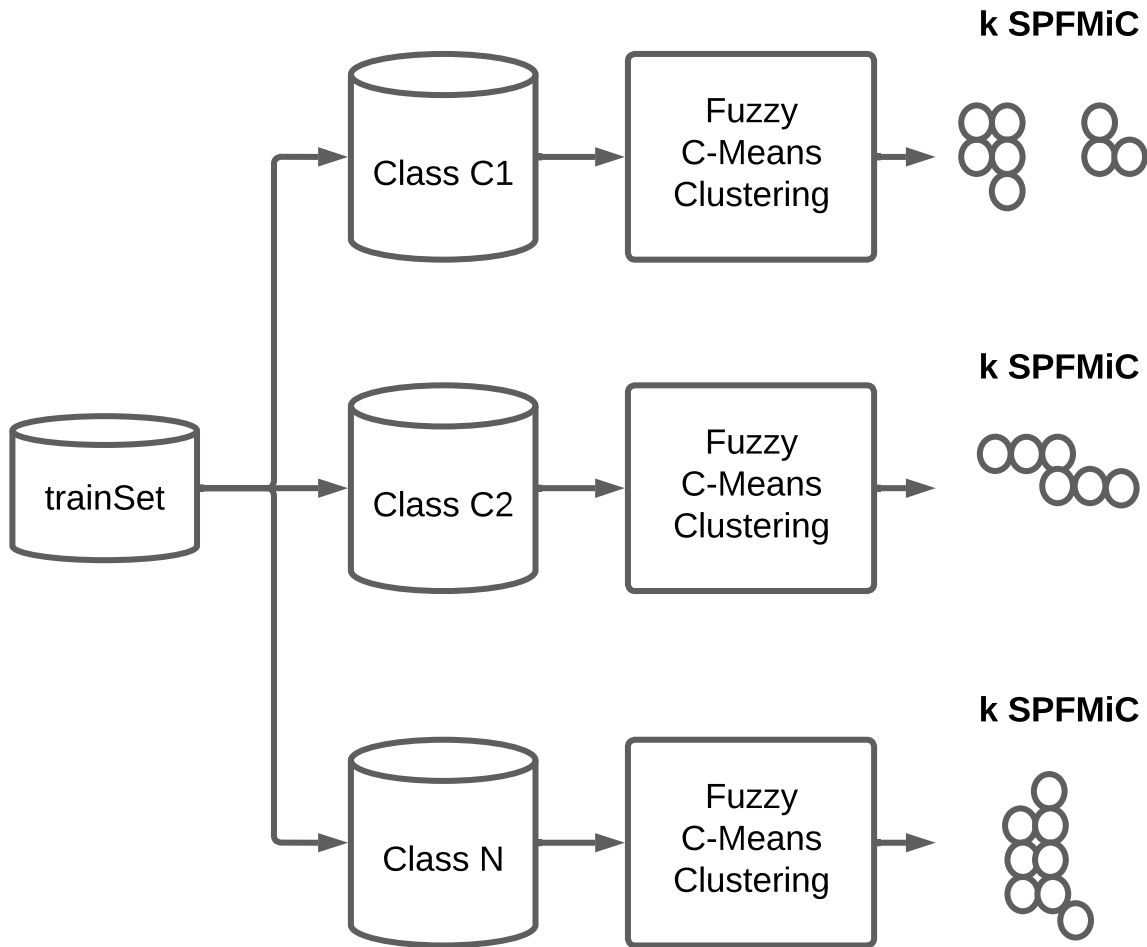 k SPFMiC
Class C1
Fuzzy
C-Means
Clustering
k SPFMiC
trainSet
Class C2
Fuzzy
C-Means
Clustering
k SPFMiC
Class N
Fuzzy
C-Means
Clustering